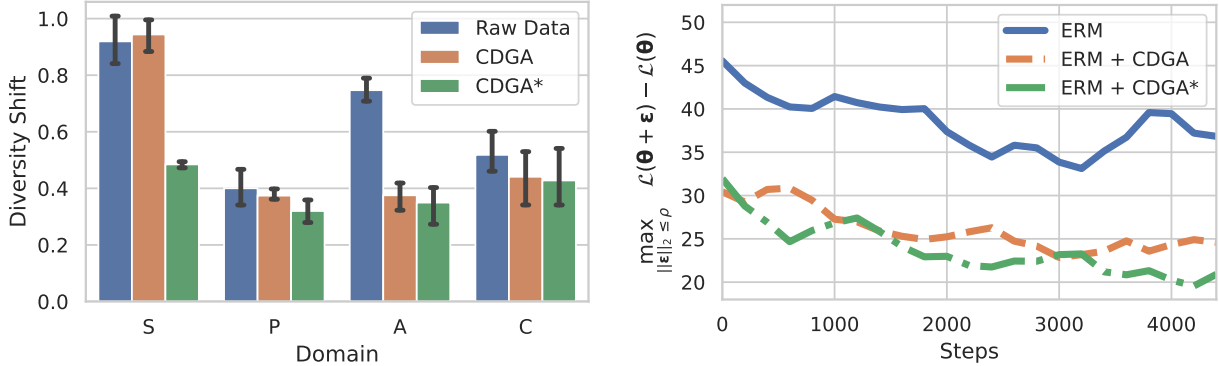 1.0
0.8
0.6
0.4
0.2
0.0
Diversity Shift
Raw Data
CDGA
CDGA*
S P A C
Domain
50
45
40
35
30
25
20
max
||ε||₂ ≤ ρ
ℒ(θ + ε) − ℒ(θ)
ERM
ERM + CDGA
ERM + CDGA*
0 1000 2000 3000 4000
Steps